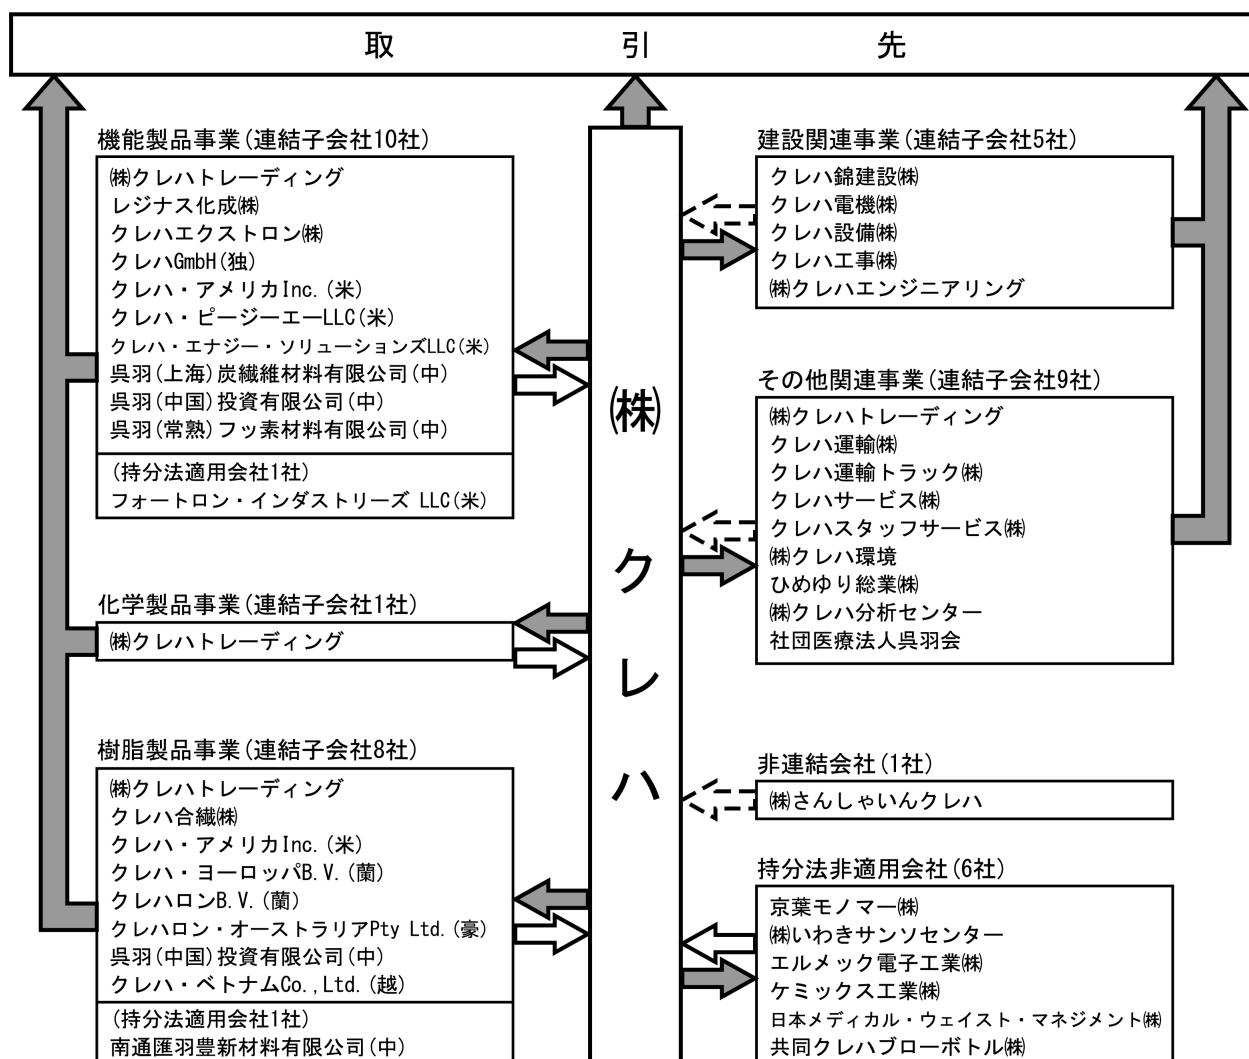 取引先
機能製品事業(連結子会社10社)
㈱クレハトレーディング
レジナス化成㈱
クレハエクストロン㈱
クレハGmbH(独)
クレハ・アメリカInc.(米)
クレハ・ピージーエーLLC(米)
クレハ・エナジー・ソリューションズLLC(米)
呉羽(上海)炭繊維材料有限公司(中)
呉羽(中国)投資有限公司(中)
呉羽(常熟)フッ素材料有限公司(中)
(持分法適用会社1社)
フォートロン・インダストリーズ LLC(米)
化学製品事業(連結子会社1社)
㈱クレハトレーディング
樹脂製品事業(連結子会社8社)
㈱クレハトレーディング
クレハ合繊㈱
クレハ・アメリカInc.(米)
クレハ・ヨーロッパB.V.(蘭)
クレハロンB.V.(蘭)
クレハロン・オーストラリアPty Ltd.(豪)
呉羽(中国)投資有限公司(中)
クレハ・ベトナムCo.,Ltd.(越)
(持分法適用会社1社)
南通匯羽豊新材料有限公司(中)
㈱クレハ
建設関連事業(連結子会社5社)
クレハ錦建設㈱
クレハ電機㈱
クレハ設備㈱
クレハ工事㈱
㈱クレハエンジニアリング
その他関連事業(連結子会社9社)
㈱クレハトレーディング
クレハ運輸㈱
クレハ運輸トラック㈱
クレハサービス㈱
クレハスタッフサービス㈱
㈱クレハ環境
ひめゆり総業㈱
㈱クレハ分析センター
社団医療法人呉羽会
非連結会社(1社)
㈱さんしゃいんクレハ
持分法非適用会社(6社)
京葉モノマー㈱
㈱いわきサンソセンター
エルメック電子工業㈱
ケミックス工業㈱
日本メディカル・ウェイスト・マネジメント㈱
共同クレハブローボトル㈱